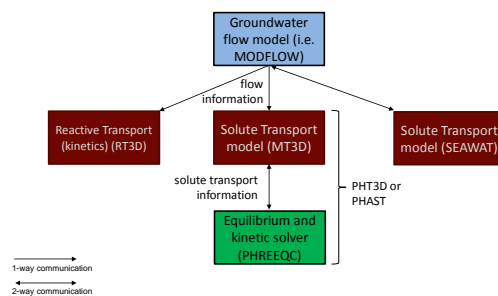 Groundwater
flow model (i.e.
MODFLOW)
flow
information
Reactive Transport
(kinetics) (RT3D)
Solute Transport
model (MT3D)
Solute Transport
model (SEAWAT)
solute transport
information
PHT3D or
PHAST
Equilibrium and
kinetic solver
(PHREEQC)
1-way communication
2-way communication